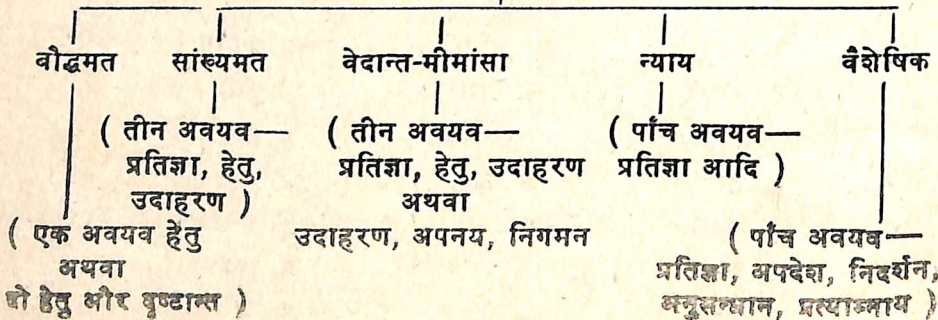 बौद्धमत सांख्यमत वेदान्त-मीमांसा न्याय वैशेषिक
( तीन अवयव— ( तीन अवयव— ( पाँच अवयव—
प्रतिज्ञा, हेतु, प्रतिज्ञा, हेतु, उदाहरण प्रतिज्ञा आदि )
उदाहरण ) अथवा
( एक अवयव हेतु उदाहरण, अपनय, निगमन ( पाँच अवयव—
अथवा प्रतिज्ञा, अपदेश, निदर्शन,
दो हेतु और दृष्टान्त ) अनुसन्धान, प्रत्याम्नाय )